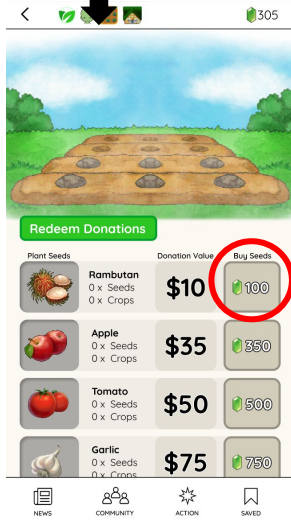 305
Redeem Donations
Plant Seeds Donation Value Buy Seeds
Rambutan
0 x Seeds
0 x Crops
$10
100
Apple
0 x Seeds
0 x Crops
$35
350
Tomato
0 x Seeds
0 x Crops
$50
500
Garlic
0 x Seeds
0 x Crops
$75
750
NEWS COMMUNITY ACTION SAVED